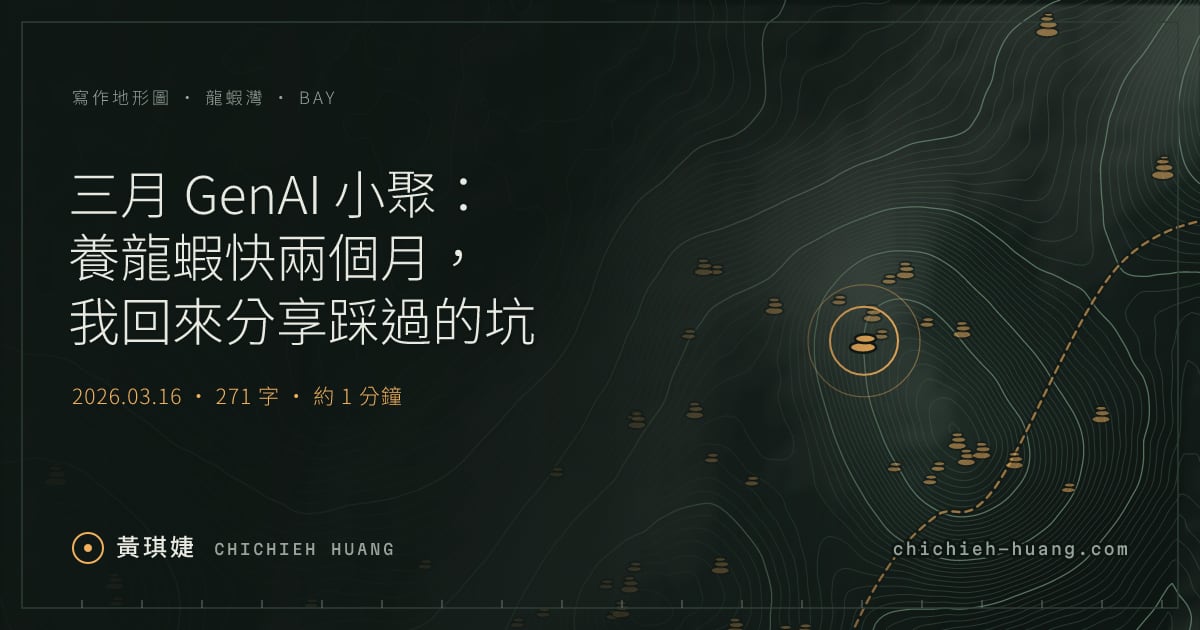 寫作地形圖 · 龍蝦灣 · BAY
三月 GenAI 小聚：
養龍蝦快兩個月，
我回來分享踩過的坑
2026.03.16 · 271 字 · 約 1 分鐘
黃琪婕 CHICHIEH HUANG
chichieh-huang.com